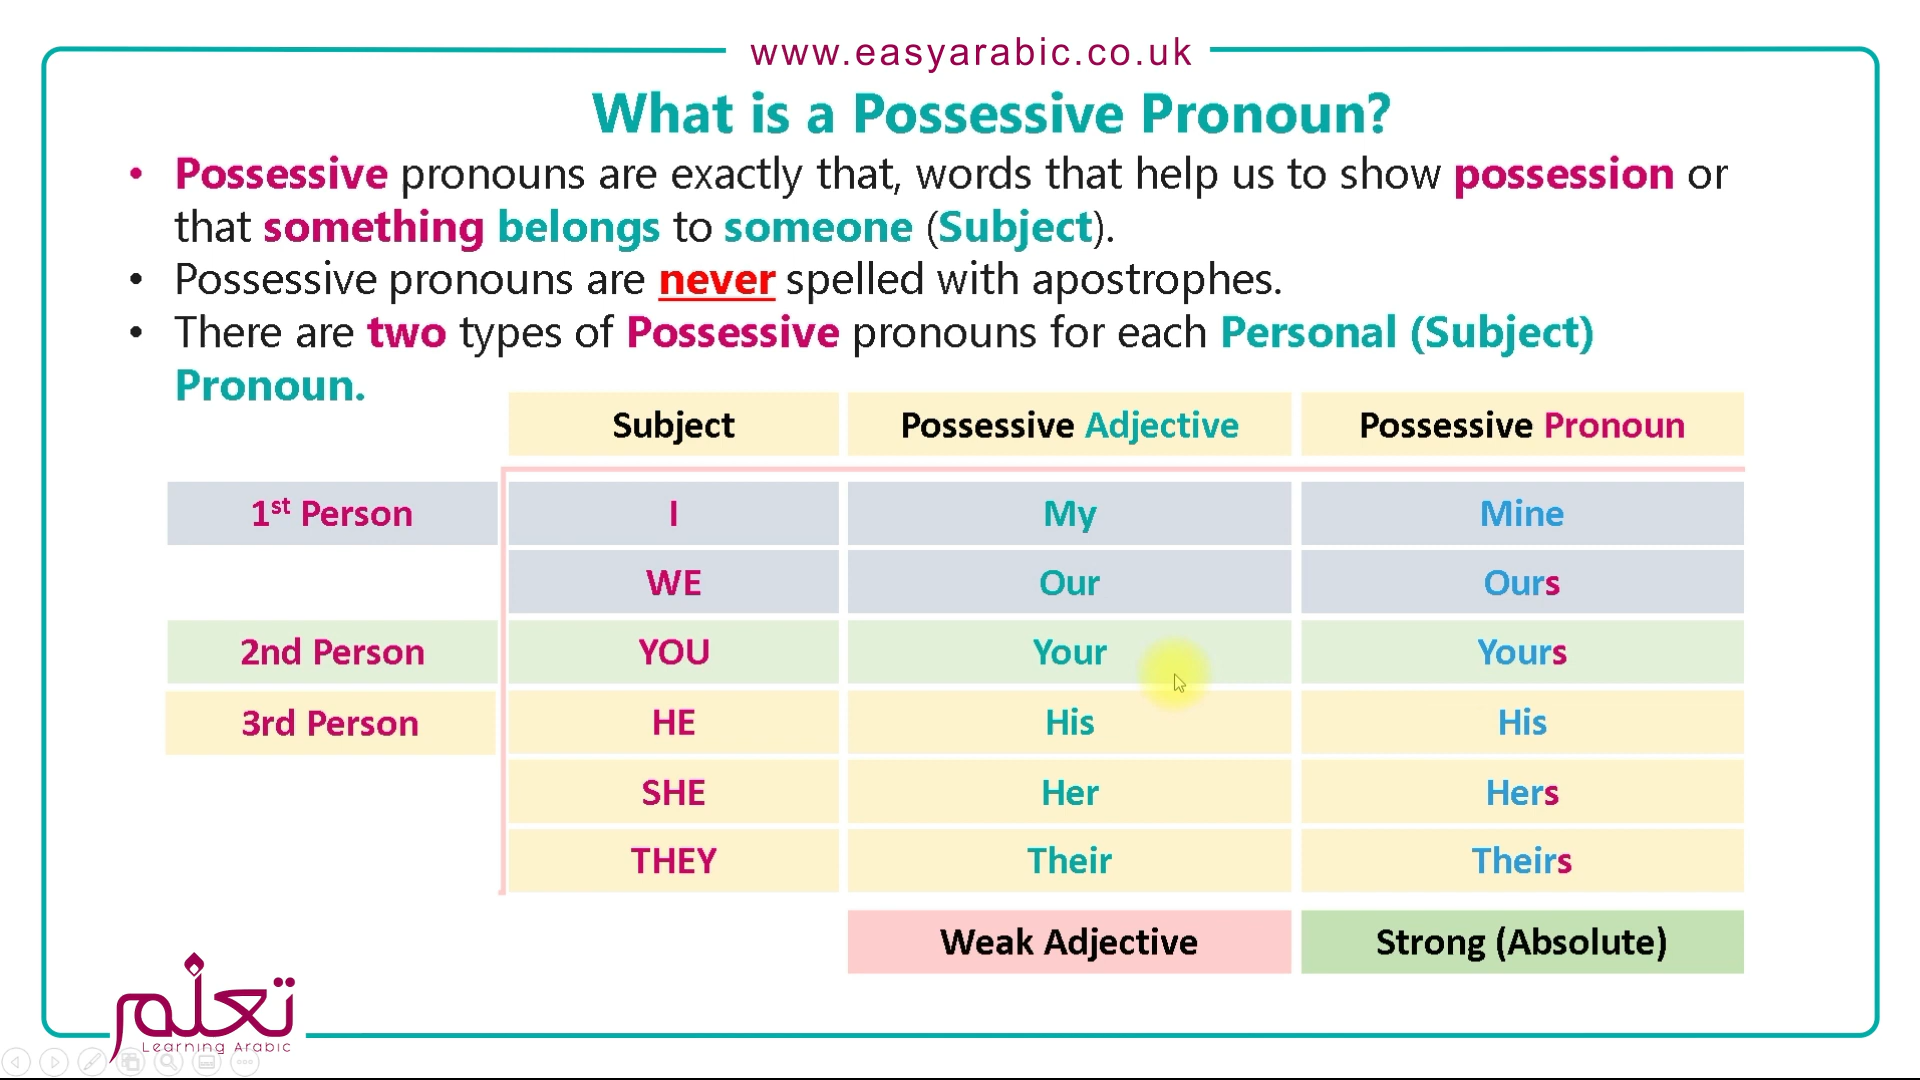 www.easyarabic.co.uk
What is a Possessive Pronoun?
• Possessive pronouns are exactly that, words that help us to show possession or
that something belongs to someone (Subject).
• Possessive pronouns are never spelled with apostrophes.
• There are two types of Possessive pronouns for each Personal (Subject)
Pronoun.
Subject Possessive Adjective Possessive Pronoun
1st Person I My Mine
WE Our Ours
2nd Person YOU Your Yours
3rd Person HE His His
SHE Her Hers
THEY Their Theirs
Weak Adjective Strong (Absolute)
تعلم
Learning Arabic